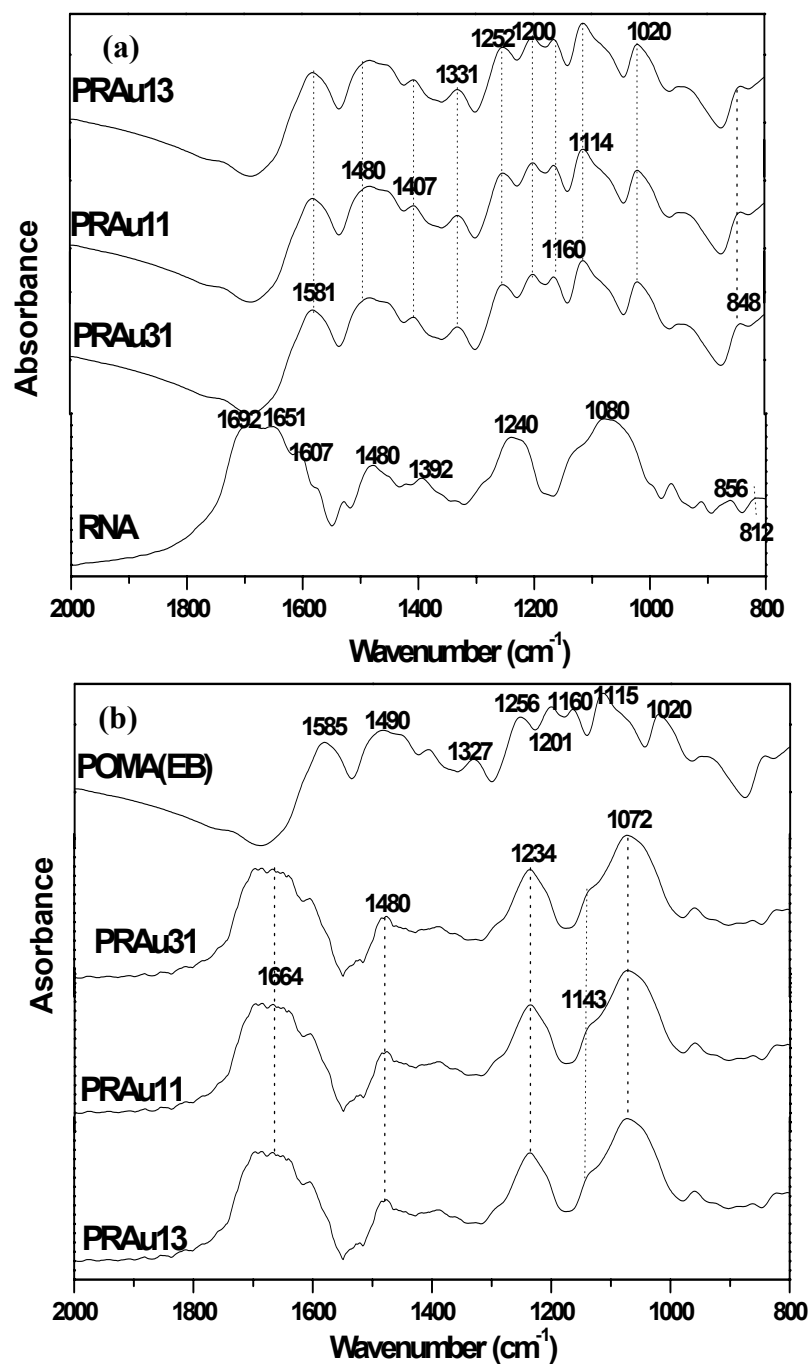 (a)
1252 1200 1020
PRAu13
1331
1480 1407 1114
PRAu11
1160
1581 848
PRAu31
1692 1651 1607 1480 1392 1240 1080 856 812
RNA
Absorbance
2000 1800 1600 1400 1200 1000 800
Wavenumber (cm-1)
(b)
1585 1490 1327 1256 1201 1160 1115 1020
POMA(EB)
1480 1234 1072
PRAu31
1664 1143
PRAu11
PRAu13
Asorbance
2000 1800 1600 1400 1200 1000 800
Wavenumber (cm-1)